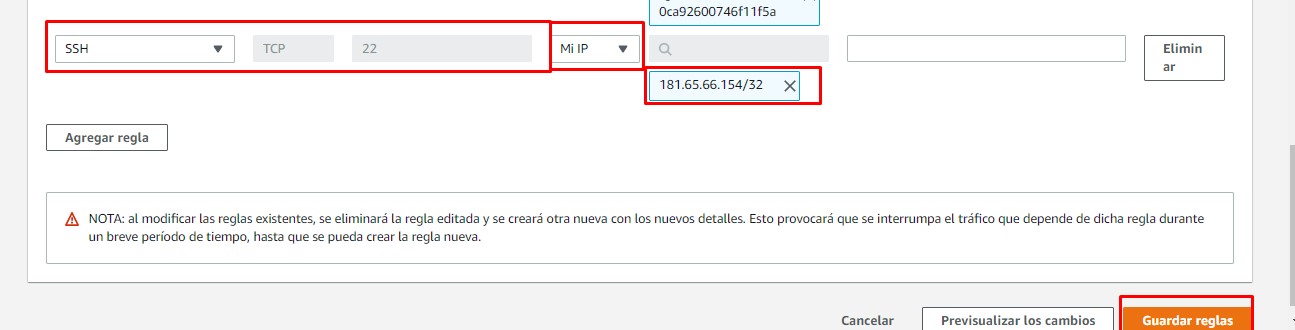 0ca92600746f11f5a
SSH TCP 22 Mi IP Elimin
ar
181.65.66.154/32
Agregar regla
NOTA: al modificar las reglas existentes, se eliminará la regla editada y se creará otra nueva con los nuevos detalles. Esto provocará que se interrumpa el tráfico que depende de dicha regla durante
un breve período de tiempo, hasta que se pueda crear la regla nueva.
Cancelar Previsualizar los cambios Guardar reglas